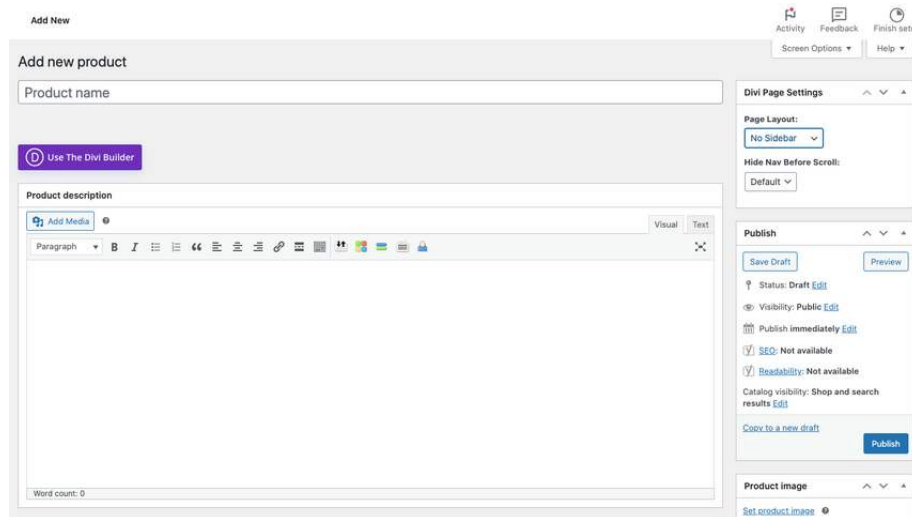 Add New
Activity
Feedback
Finish set
Screen Options
Help
Add new product
Product name
Use The Divi Builder
Product description
Add Media
Visual
Text
Paragraph
Word count: 0
Divi Page Settings
Page Layout:
No Sidebar
Hide Nav Before Scroll:
Default
Publish
Save Draft
Preview
Status: Draft Edit
Visibility: Public Edit
Publish immediately Edit
SEO: Not available
Readability: Not available
Catalog visibility: Shop and search
results Edit
Copy to a new draft
Publish
Product image
Set product image